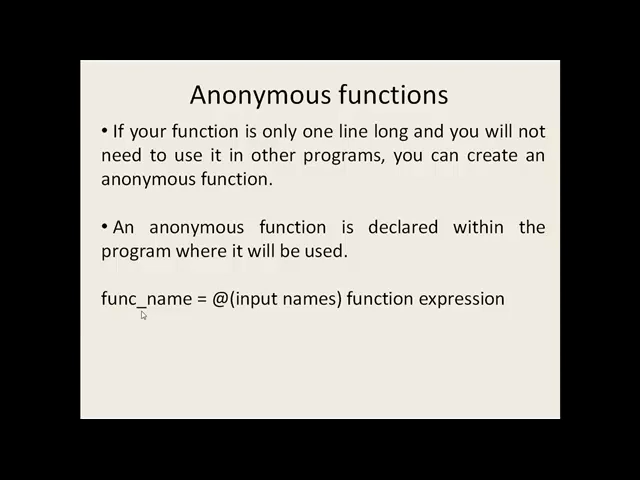 Anonymous functions
• If your function is only one line long and you will not
need to use it in other programs, you can create an
anonymous function.
• An anonymous function is declared within the
program where it will be used.
func_name = @(input names) function expression